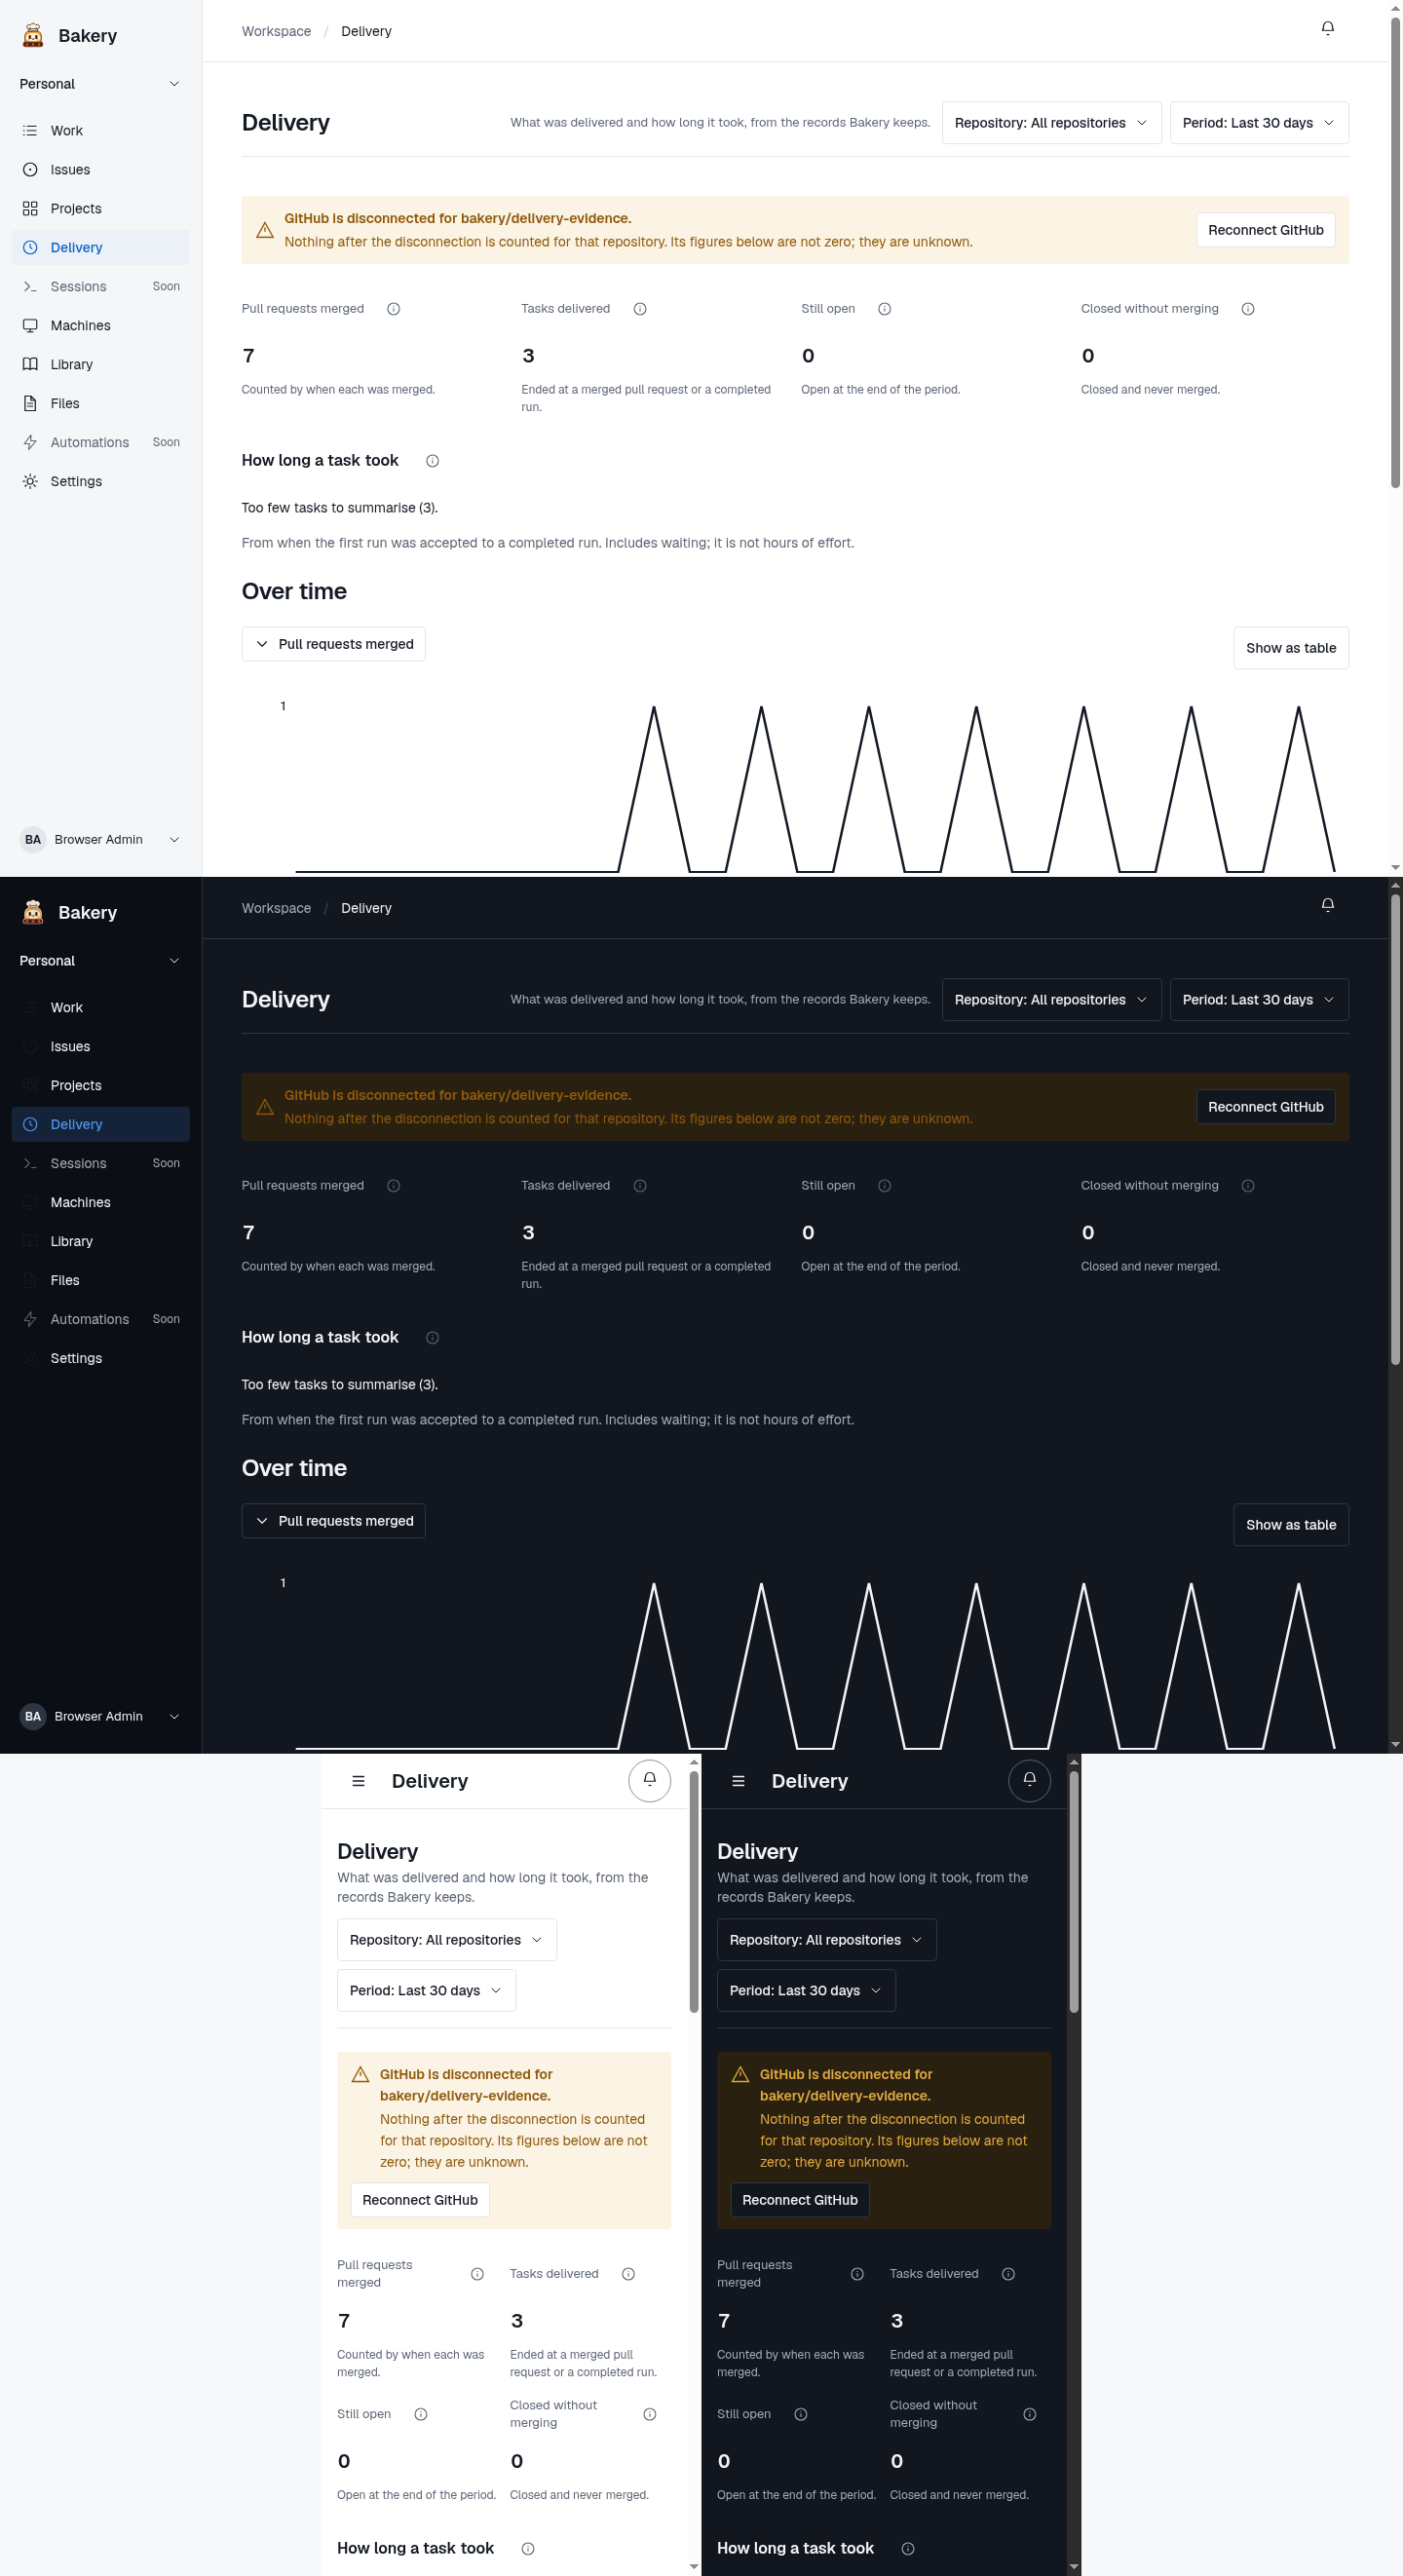 Bakery
Personal
Work
Issues
Projects
Delivery
Sessions Soon
Machines
Library
Files
Automations Soon
Settings
BA Browser Admin
Workspace / Delivery
Delivery
What was delivered and how long it took, from the records Bakery keeps.
Repository: All repositories
Period: Last 30 days
GitHub is disconnected for bakery/delivery-evidence.
Nothing after the disconnection is counted for that repository. Its figures below are not zero; they are unknown.
Reconnect GitHub
Pull requests merged
7
Counted by when each was merged.
Tasks delivered
3
Ended at a merged pull request or a completed
run.
Still open
0
Open at the end of the period.
Closed without merging
0
Closed and never merged.
How long a task took
Too few tasks to summarise (3).
From when the first run was accepted to a completed run. Includes waiting; it is not hours of effort.
Over time
Pull requests merged
Show as table
1
Bakery
Personal
Work
Issues
Projects
Delivery
Sessions Soon
Machines
Library
Files
Automations Soon
Settings
BA Browser Admin
Workspace / Delivery
Delivery
What was delivered and how long it took, from the records Bakery keeps.
Repository: All repositories
Period: Last 30 days
GitHub is disconnected for bakery/delivery-evidence.
Nothing after the disconnection is counted for that repository. Its figures below are not zero; they are unknown.
Reconnect GitHub
Pull requests merged
7
Counted by when each was merged.
Tasks delivered
3
Ended at a merged pull request or a completed
run.
Still open
0
Open at the end of the period.
Closed without merging
0
Closed and never merged.
How long a task took
Too few tasks to summarise (3).
From when the first run was accepted to a completed run. Includes waiting; it is not hours of effort.
Over time
Pull requests merged
Show as table
1
Delivery
Delivery
What was delivered and how long it took, from the
records Bakery keeps.
Repository: All repositories
Period: Last 30 days
GitHub is disconnected for
bakery/delivery-evidence.
Nothing after the disconnection is counted
for that repository. Its figures below are not
zero; they are unknown.
Reconnect GitHub
Pull requests
merged
7
Counted by when each was
merged.
Tasks delivered
3
Ended at a merged pull
request or a completed run.
Still open
0
Open at the end of the period.
Closed without
merging
0
Closed and never merged.
How long a task took
Delivery
Delivery
What was delivered and how long it took, from the
records Bakery keeps.
Repository: All repositories
Period: Last 30 days
GitHub is disconnected for
bakery/delivery-evidence.
Nothing after the disconnection is counted
for that repository. Its figures below are not
zero; they are unknown.
Reconnect GitHub
Pull requests
merged
7
Counted by when each was
merged.
Tasks delivered
3
Ended at a merged pull
request or a completed run.
Still open
0
Open at the end of the period.
Closed without
merging
0
Closed and never merged.
How long a task took